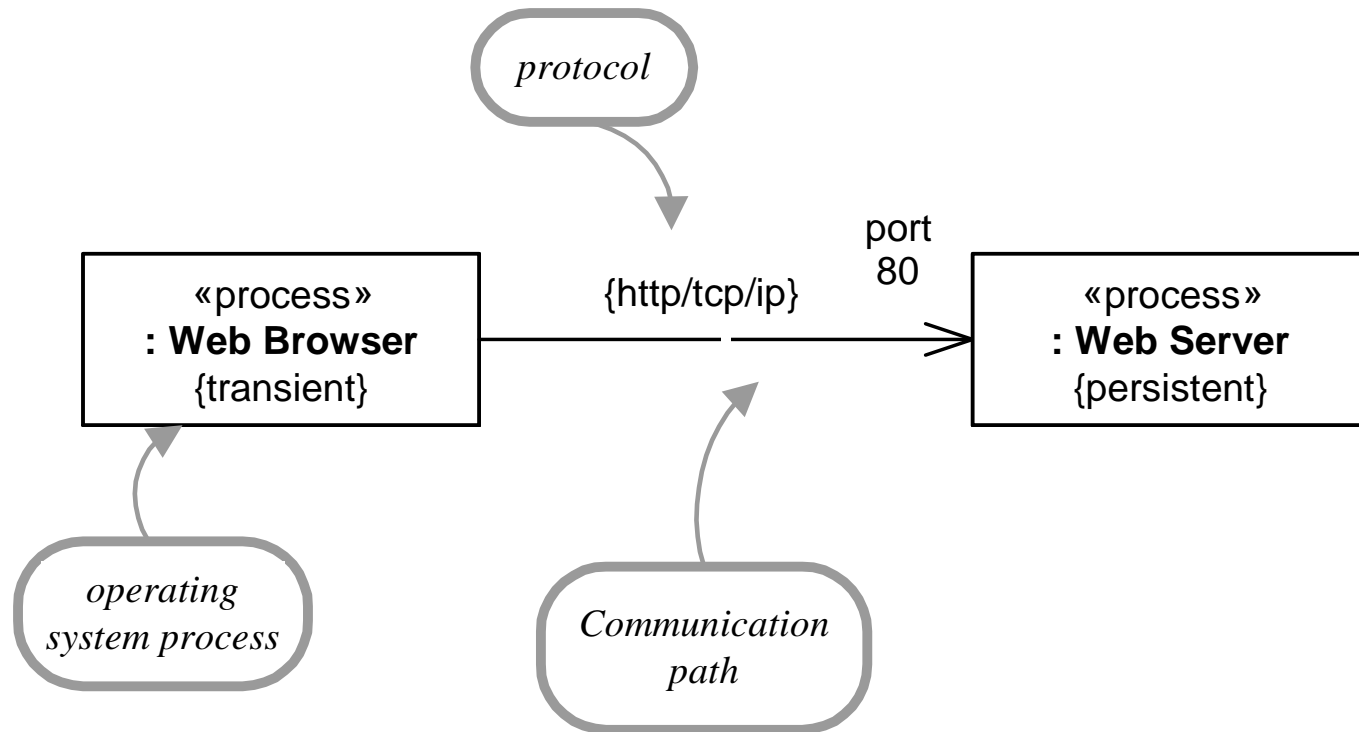 protocol
port
80
«process»
: Web Browser
{transient}
{http/tcp/ip}
«process»
: Web Server
{persistent}
operating
system process
Communication
path